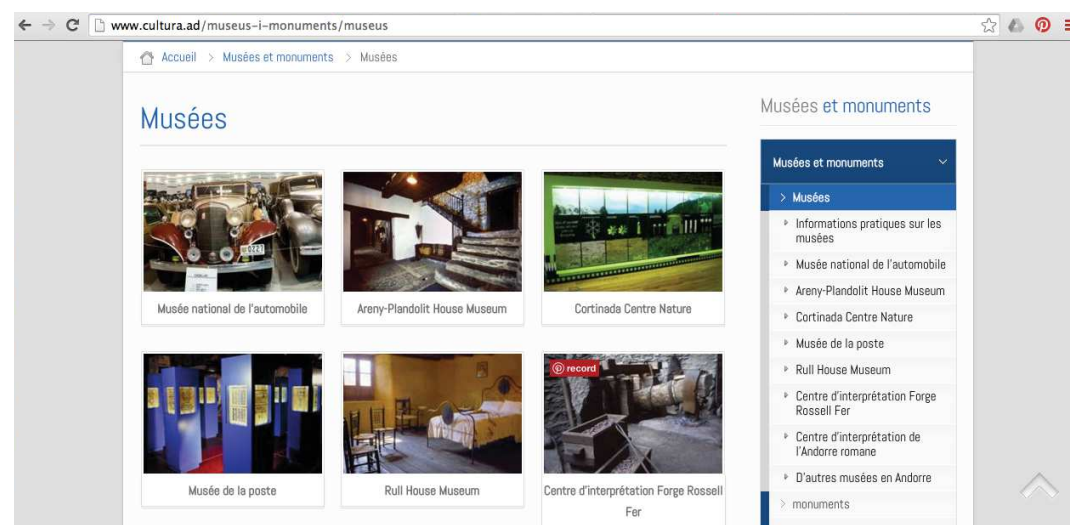 www.cultura.ad/museus-i-monuments/museus
Accueil > Musées et monuments > Musées
Musées
Musée national de l'automobile
Areny-Plandolit House Museum
Cortinada Centre Nature
record
Musée de la poste
Rull House Museum
Centre d'interprétation Forge Rossell
Fer
Musées et monuments
Musées et monuments
> Musées
Informations pratiques sur les
musées
Musée national de l'automobile
Areny-Plandolit House Museum
Cortinada Centre Nature
Musée de la poste
Rull House Museum
Centre d'interprétation Forge
Rossell Fer
Centre d'interprétation de
l'Andorre romane
D'autres musées en Andorre
> monuments